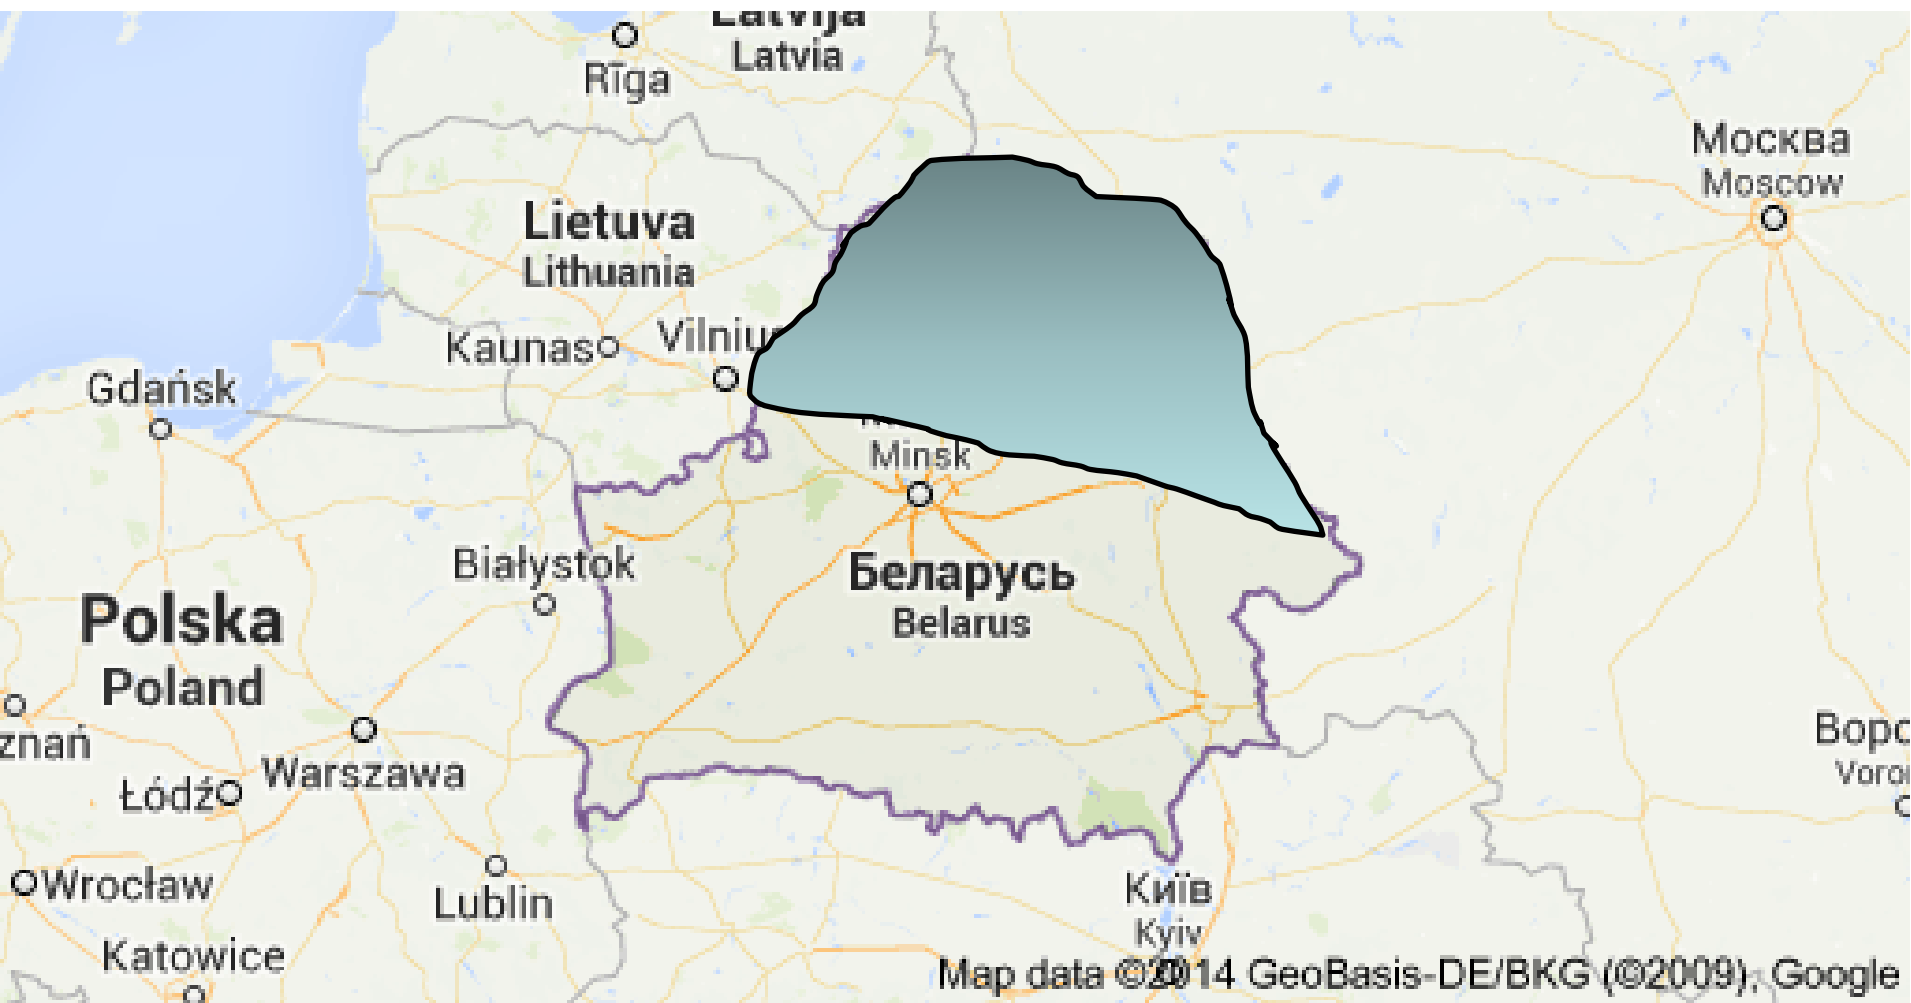 Latvija
Latvia
Rīga
Москва
Moscow
Lietuva
Lithuania
Kaunas
Gdańsk
Minsk
Białystok
Беларусь
Belarus
Polska
Poland
Warszawa
Łódź
Wrocław
Lublin
Київ
Kyiv
Katowice
Map data ©2014 GeoBasis-DE/BKG (©2009), Google